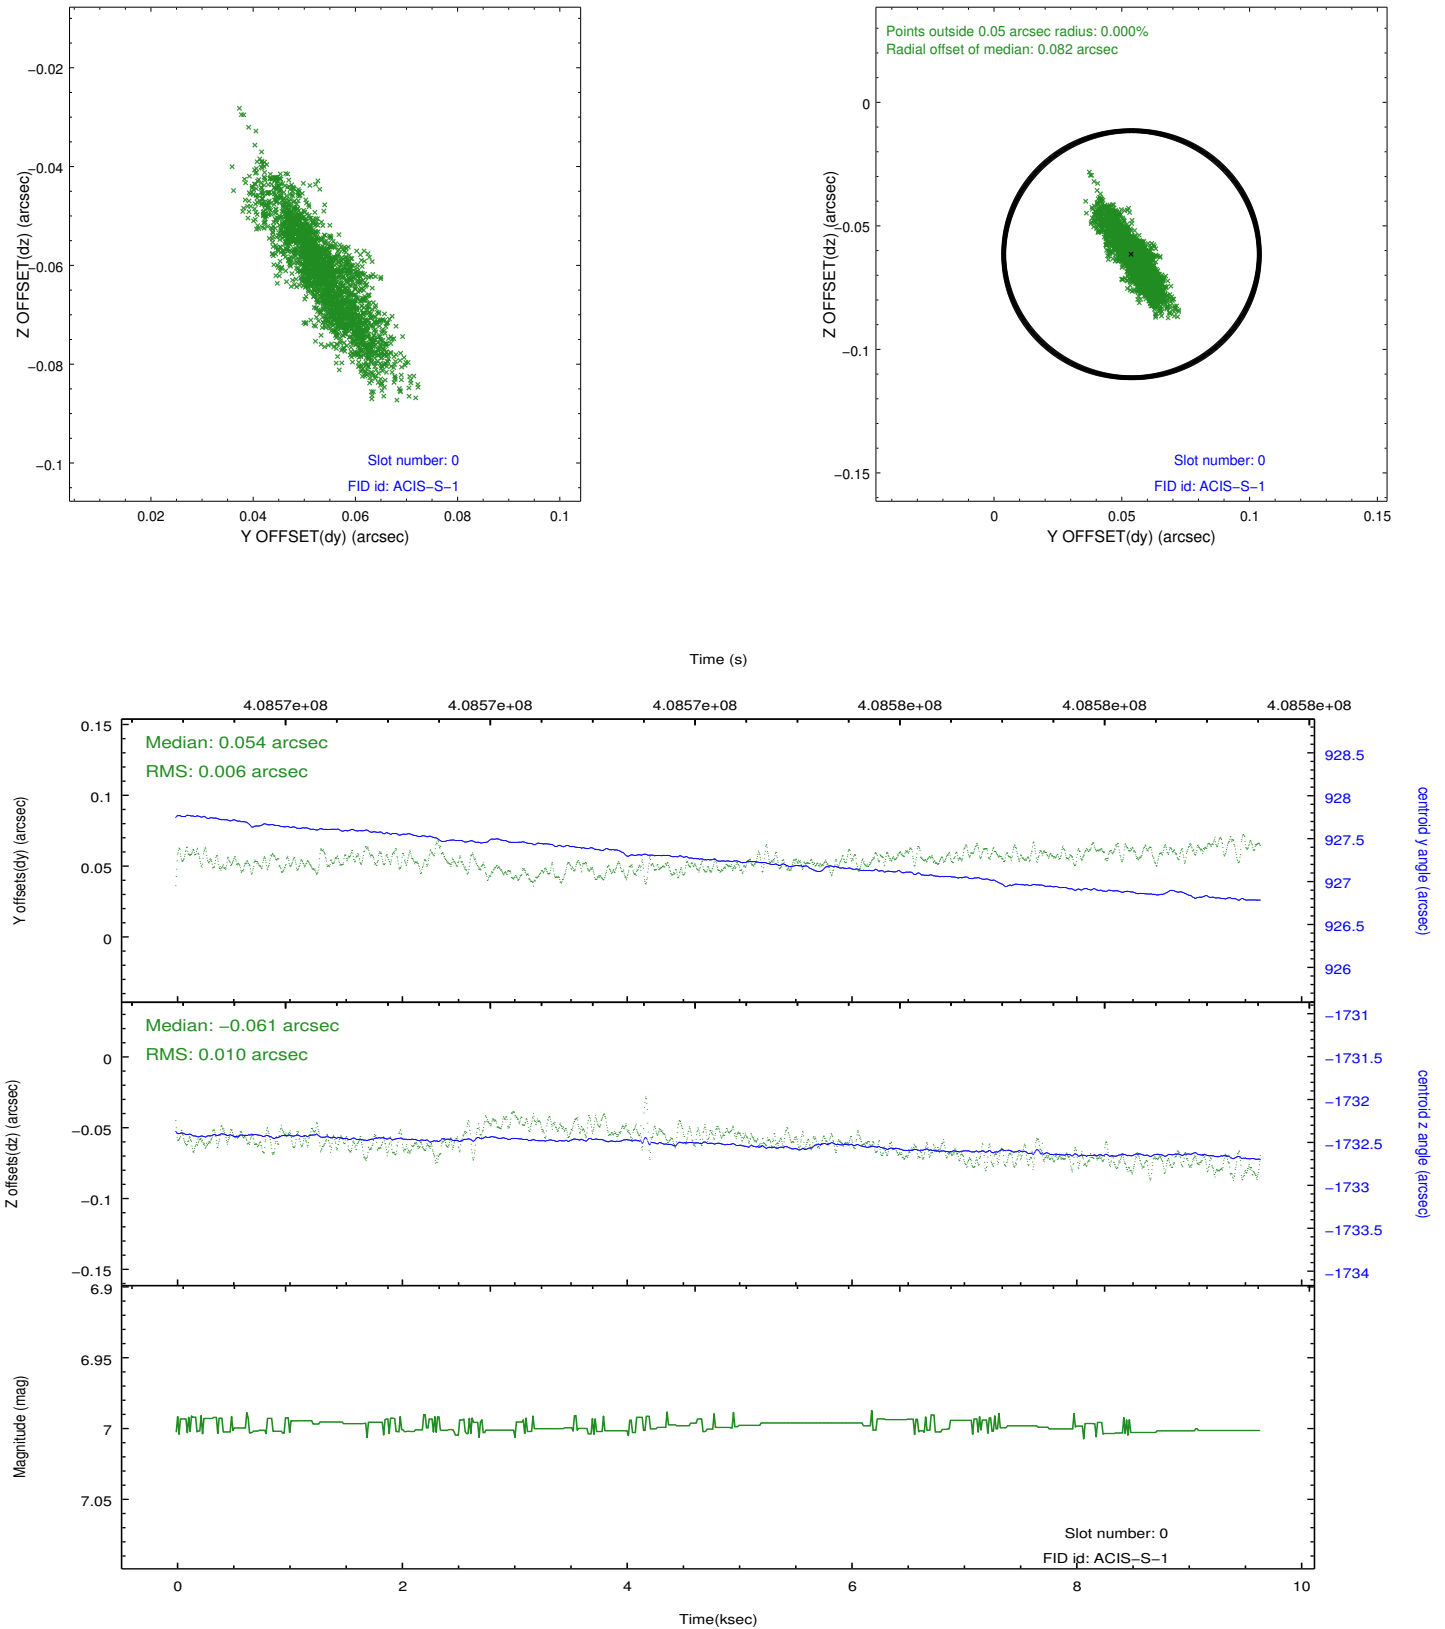 −0.02
−0.04
−0.06
−0.08
−0.1
Z OFFSET(dz) (arcsec)
Slot number: 0
FID id: ACIS−S−1
0.02 0.04 0.06 0.08 0.1
Y OFFSET(dy) (arcsec)
Points outside 0.05 arcsec radius: 0.000%
Radial offset of median: 0.082 arcsec
0
−0.05
−0.1
−0.15
Z OFFSET(dz) (arcsec)
Slot number: 0
FID id: ACIS−S−1
0 0.05 0.1 0.15
Y OFFSET(dy) (arcsec)
Time (s)
4.0857e+08 4.0857e+08 4.0857e+08 4.0858e+08 4.0858e+08 4.0858e+08
Median: 0.054 arcsec
RMS: 0.006 arcsec
0.15
0.1
0.05
0
Y offsets(dy) (arcsec)
928.5
928
927.5
927
926.5
926
centroid y angle (arcsec)
Median: −0.061 arcsec
RMS: 0.010 arcsec
0
−0.05
−0.1
−0.15
Z offsets(dz) (arcsec)
−1731
−1731.5
−1732
−1732.5
−1733
−1733.5
−1734
centroid z angle (arcsec)
6.9
6.95
7
7.05
Magnitude (mag)
Slot number: 0
FID id: ACIS−S−1
0 2 4 6 8 10
Time(ksec)